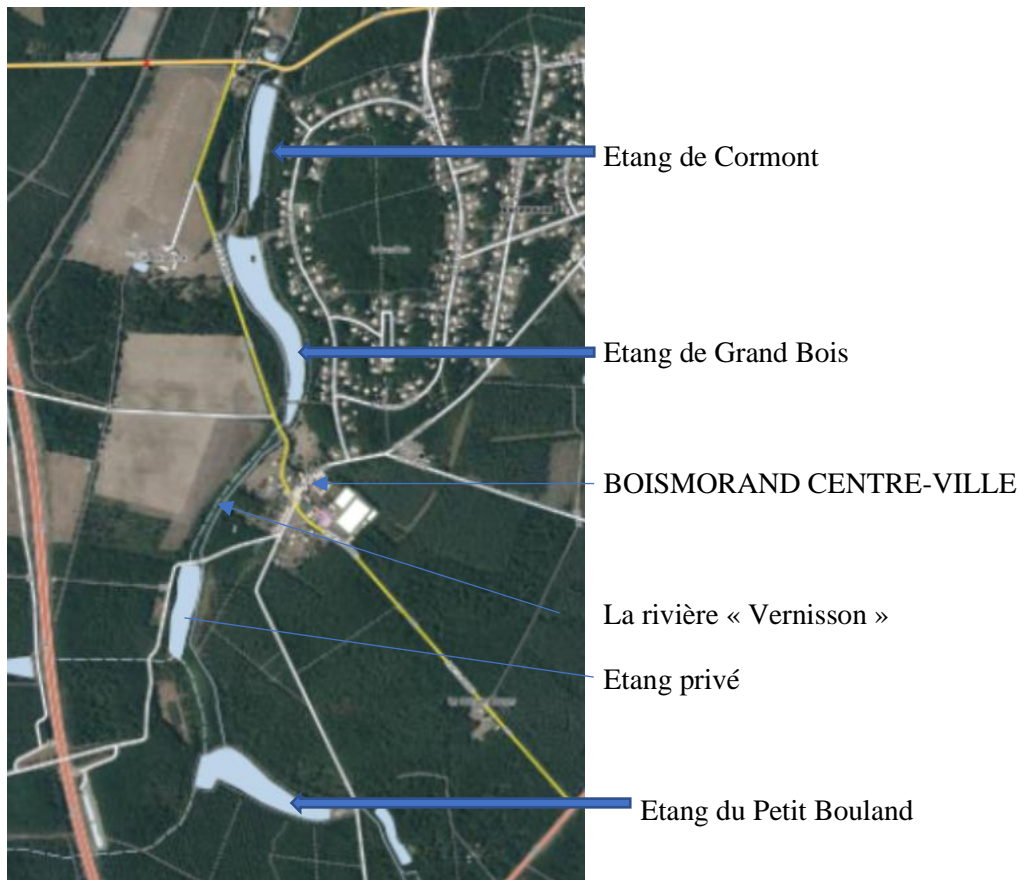 Etang de Cormont
Etang de Grand Bois
BOISMORAND CENTRE-VILLE
La rivière « Vernisson »
Etang privé
Etang du Petit Bouland